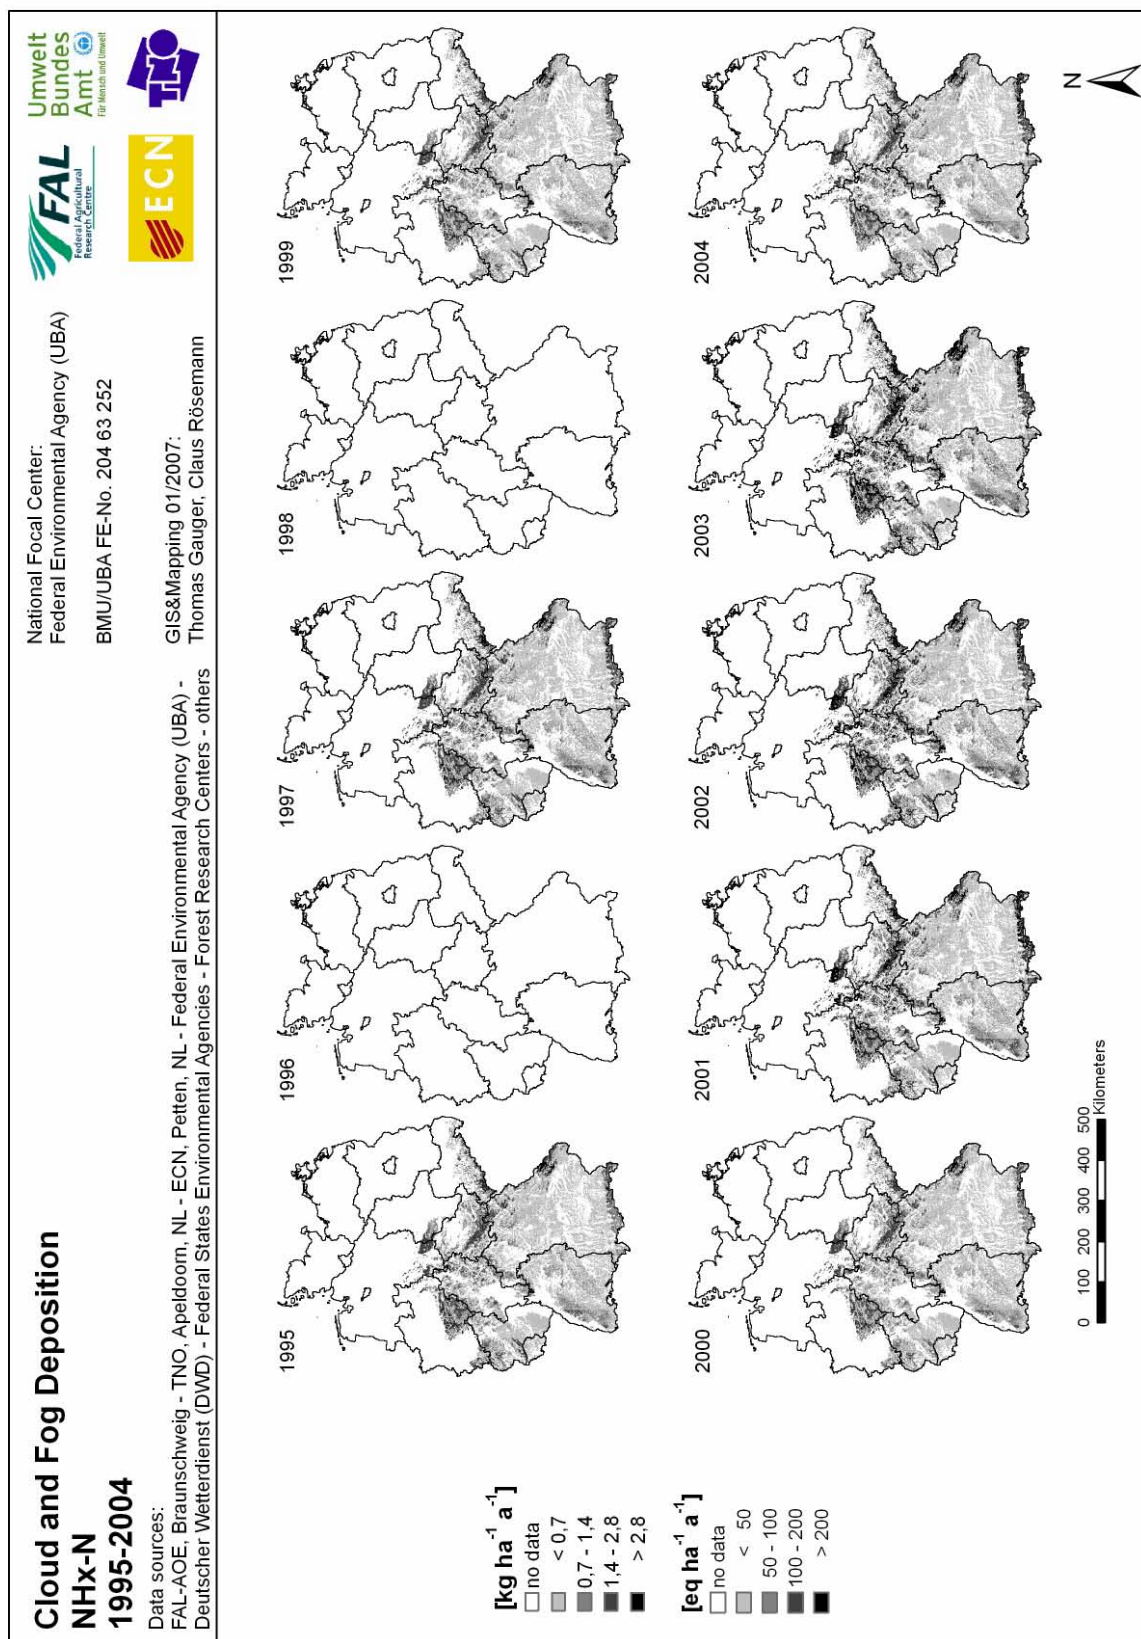 Cloud and Fog Deposition
NHx-N
1995-2004
Data sources:
FAL-AOE, Braunschweig - TNO, Apeldoorn, NL - ECN, Petten, NL - Federal Environmental Agency (UBA) -
Deutscher Wetterdienst (DWD) - Federal States Environmental Agencies - Forest Research Centers - others
National Focal Center:
Federal Environmental Agency (UBA)
BMU/UBA FE-No. 204 63 252
GIS&Mapping 01/2007:
Thomas Gauger, Claus Rösemann
FAL
Federal Agricultural
Research Centre
Umwelt
Bundes
Amt
Für Mensch und Umwelt
ECN
TNO
[kg ha⁻¹ a⁻¹]
no data
< 0,7
0,7 - 1,4
1,4 - 2,8
> 2,8
[eq ha⁻¹ a⁻¹]
no data
< 50
50 - 100
100 - 200
> 200
1995
1996
1997
1998
1999
2000
2001
2002
2003
2004
0 100 200 300 400 500
Kilometers
N